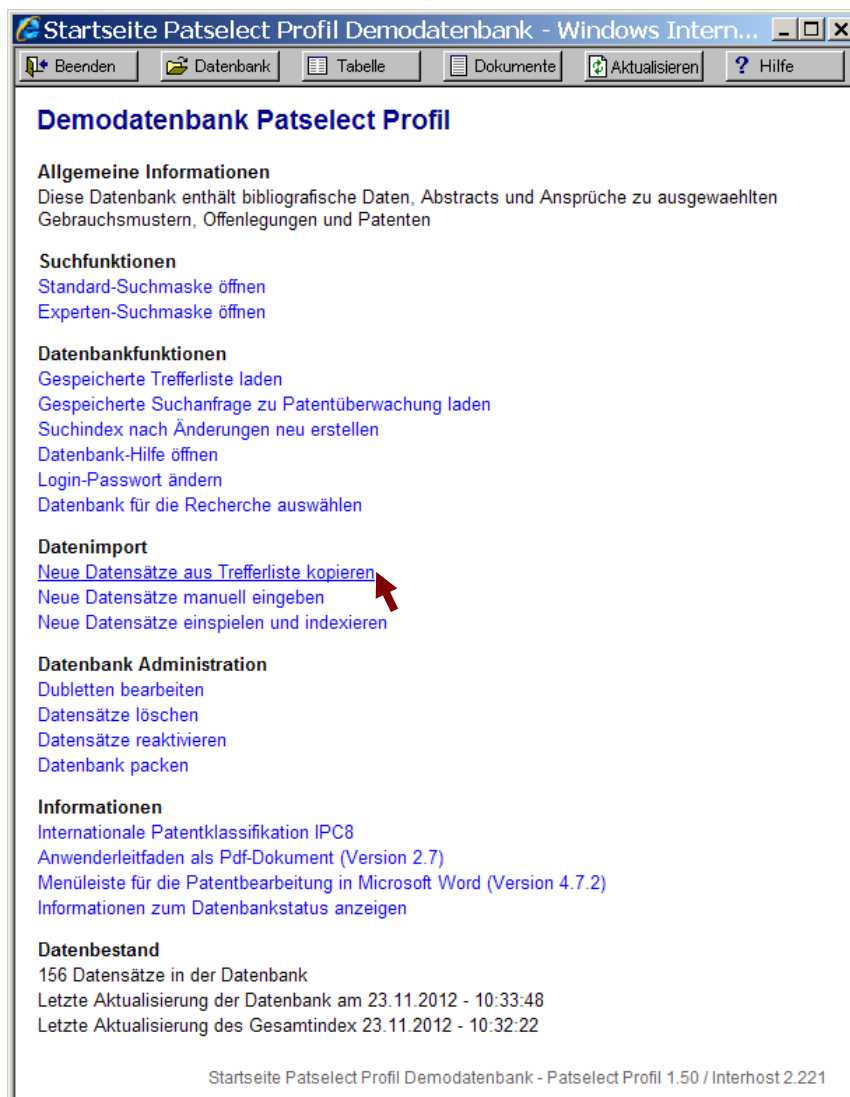 Startseite Patselect Profil Demodatenbank - Windows Intern...
Beenden Datenbank Tabelle Dokumente Aktualisieren ? Hilfe
Demodatenbank Patselect Profil
Allgemeine Informationen
Diese Datenbank enthält bibliografische Daten, Abstracts und Ansprüche zu ausgewaehlten
Gebrauchsmustern, Offenlegungen und Patenten
Suchfunktionen
Standard-Suchmaske öffnen
Experten-Suchmaske öffnen
Datenbankfunktionen
Gespeicherte Trefferliste laden
Gespeicherte Suchanfrage zu Patentüberwachung laden
Suchindex nach Änderungen neu erstellen
Datenbank-Hilfe öffnen
Login-Passwort ändern
Datenbank für die Recherche auswählen
Datenimport
Neue Datensätze aus Trefferliste kopieren
Neue Datensätze manuell eingeben
Neue Datensätze einspielen und indexieren
Datenbank Administration
Dubletten bearbeiten
Datensätze löschen
Datensätze reaktivieren
Datenbank packen
Informationen
Internationale Patentklassifikation IPC8
Anwenderleitfaden als Pdf-Dokument (Version 2.7)
Menüleiste für die Patentbearbeitung in Microsoft Word (Version 4.7.2)
Informationen zum Datenbankstatus anzeigen
Datenbestand
156 Datensätze in der Datenbank
Letzte Aktualisierung der Datenbank am 23.11.2012 - 10:33:48
Letzte Aktualisierung des Gesamtindex 23.11.2012 - 10:32:22
Startseite Patselect Profil Demodatenbank - Patselect Profil 1.50 / Interhost 2.221